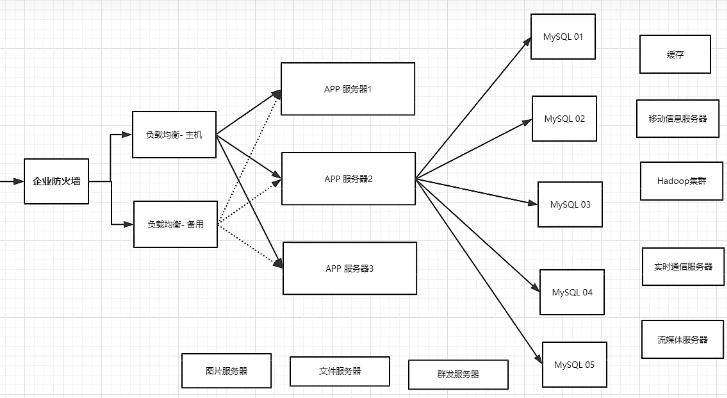 企业防火墙
负载均衡- 主机
负载均衡- 备用
APP 服务器1
APP 服务器2
APP 服务器3
MySQL 01
MySQL 02
MySQL 03
MySQL 04
MySQL 05
缓存
移动信息服务器
Hadoop集群
实时通信服务器
流媒体服务器
图片服务器
文件服务器
群发服务器